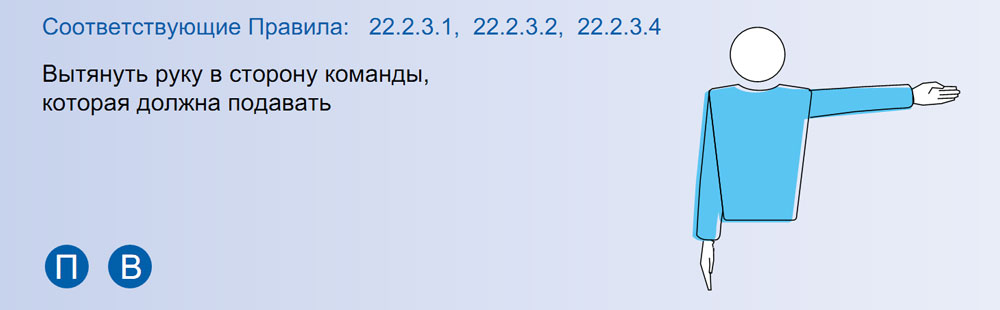 Соответствующие Правила: 22.2.3.1, 22.2.3.2, 22.2.3.4
Вытянуть руку в сторону команды,
которая должна подавать
П В